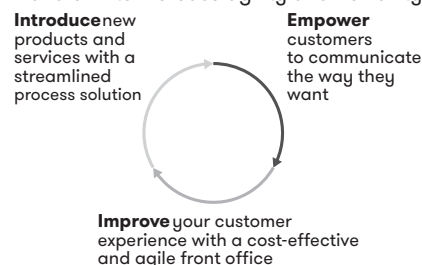 Introduce new
products and
services with a
streamlined
process solution
Empower
customers
to communicate
the way they
want
Improve your customer
experience with a cost-effective
and agile front office